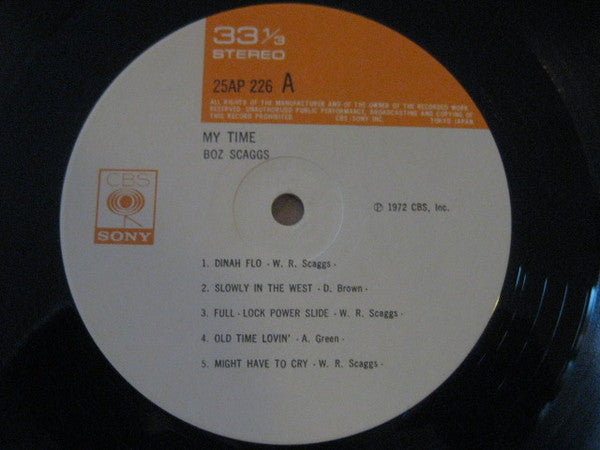 33 1/3
STEREO
25AP 226 A
ALL RIGHTS OF THE MANUFACTURER AND OF THE OWNER OF THE RECORDED WORK
RESERVED. UNAUTHORISED PUBLIC PERFORMANCE, BROADCASTING AND COPYING OF
THIS RECORD PROHIBITED. CBS/SONY INC. TOKYO JAPAN
MY TIME
BOZ SCAGGS
CBS
SONY
℗ 1972 CBS, Inc.
1. DINAH FLO - W. R. Scaggs -
2. SLOWLY IN THE WEST - D. Brown -
3. FULL - LOCK POWER SLIDE - W. R. Scaggs -
4. OLD TIME LOVIN' - A. Green -
5. MIGHT HAVE TO CRY - W. R. Scaggs -